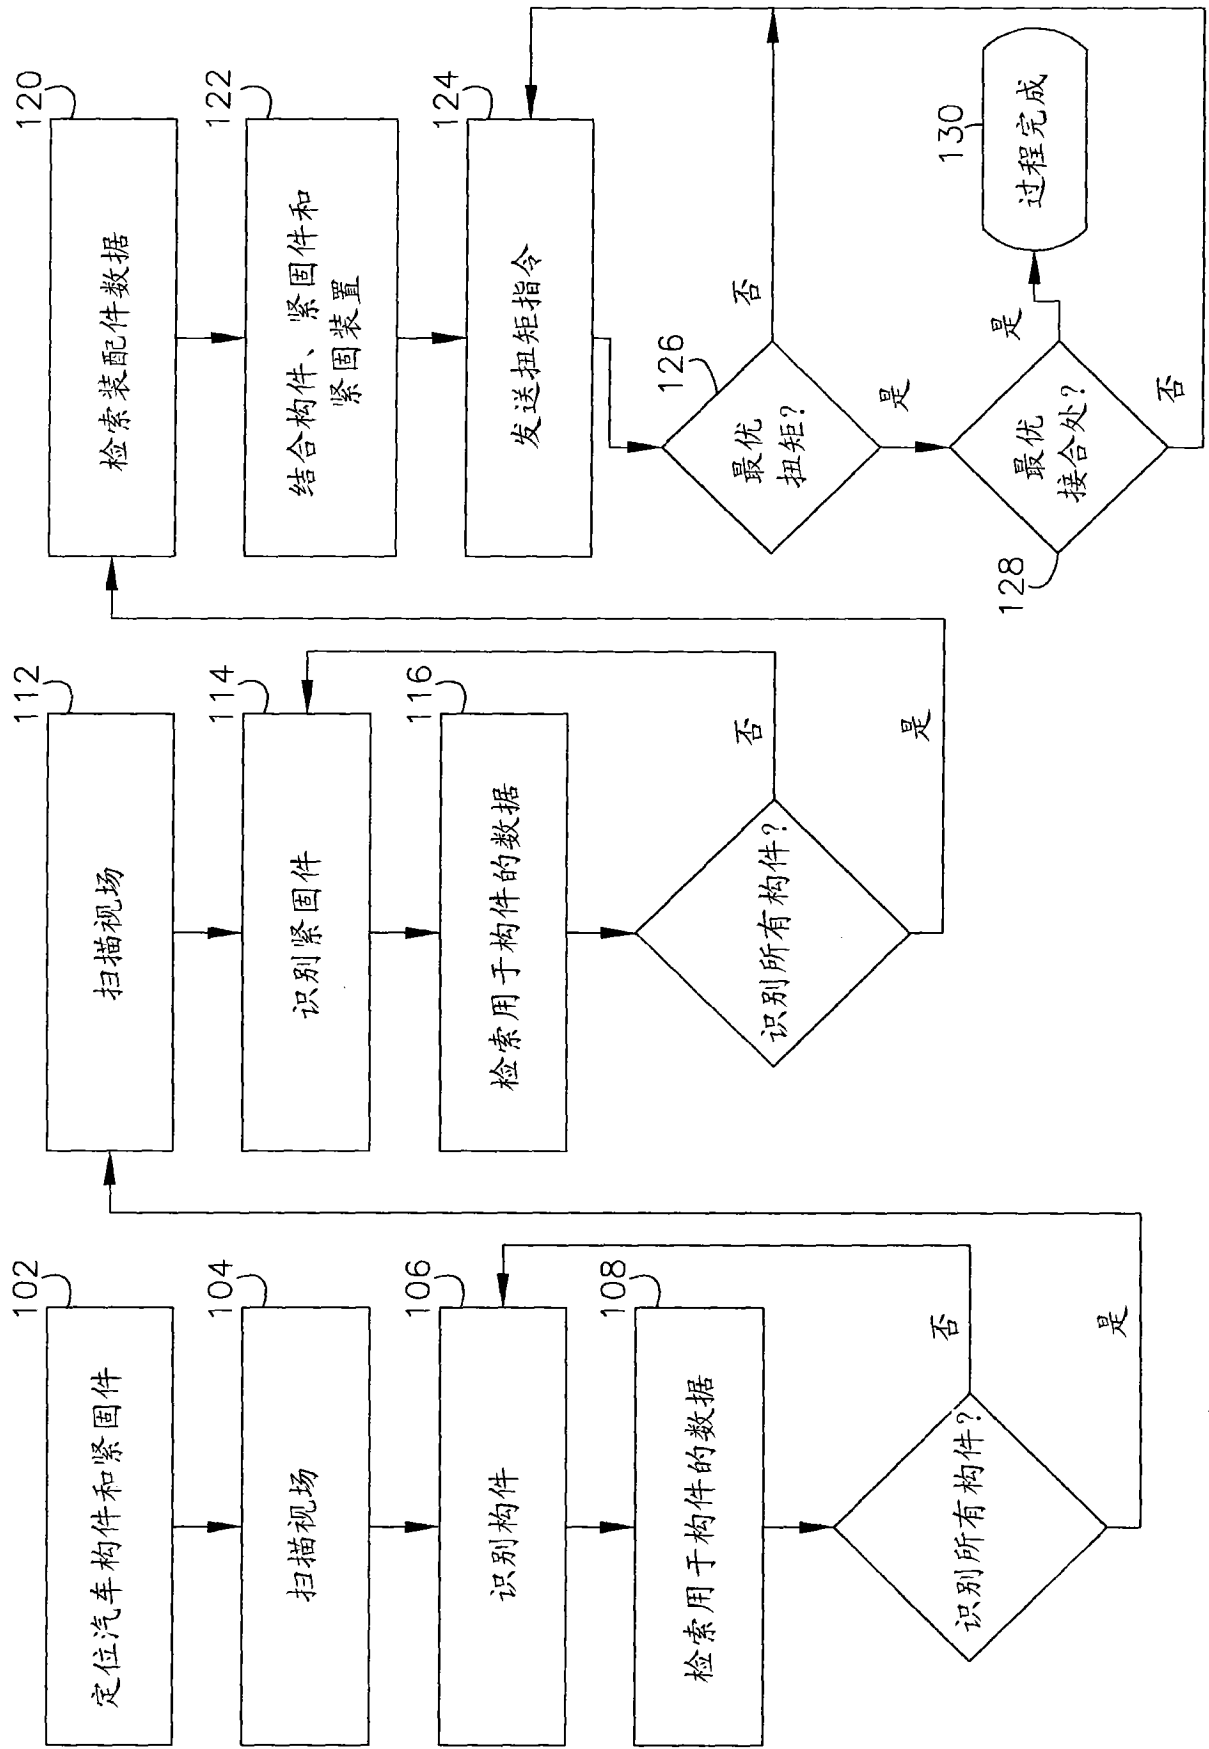 102
定位汽车构件和紧固件
104
扫描视场
106
识别构件
108
检索用于构件的数据
识别所有构件?
否
是
112
扫描视场
114
识别紧固件
116
检索用于构件的数据
识别所有构件?
否
是
120
检索装配件数据
122
结合构件、紧固件和
紧固装置
124
发送扭矩指令
126
最优
扭矩?
否
是
128
最优
接合处?
是
否
130
过程完成